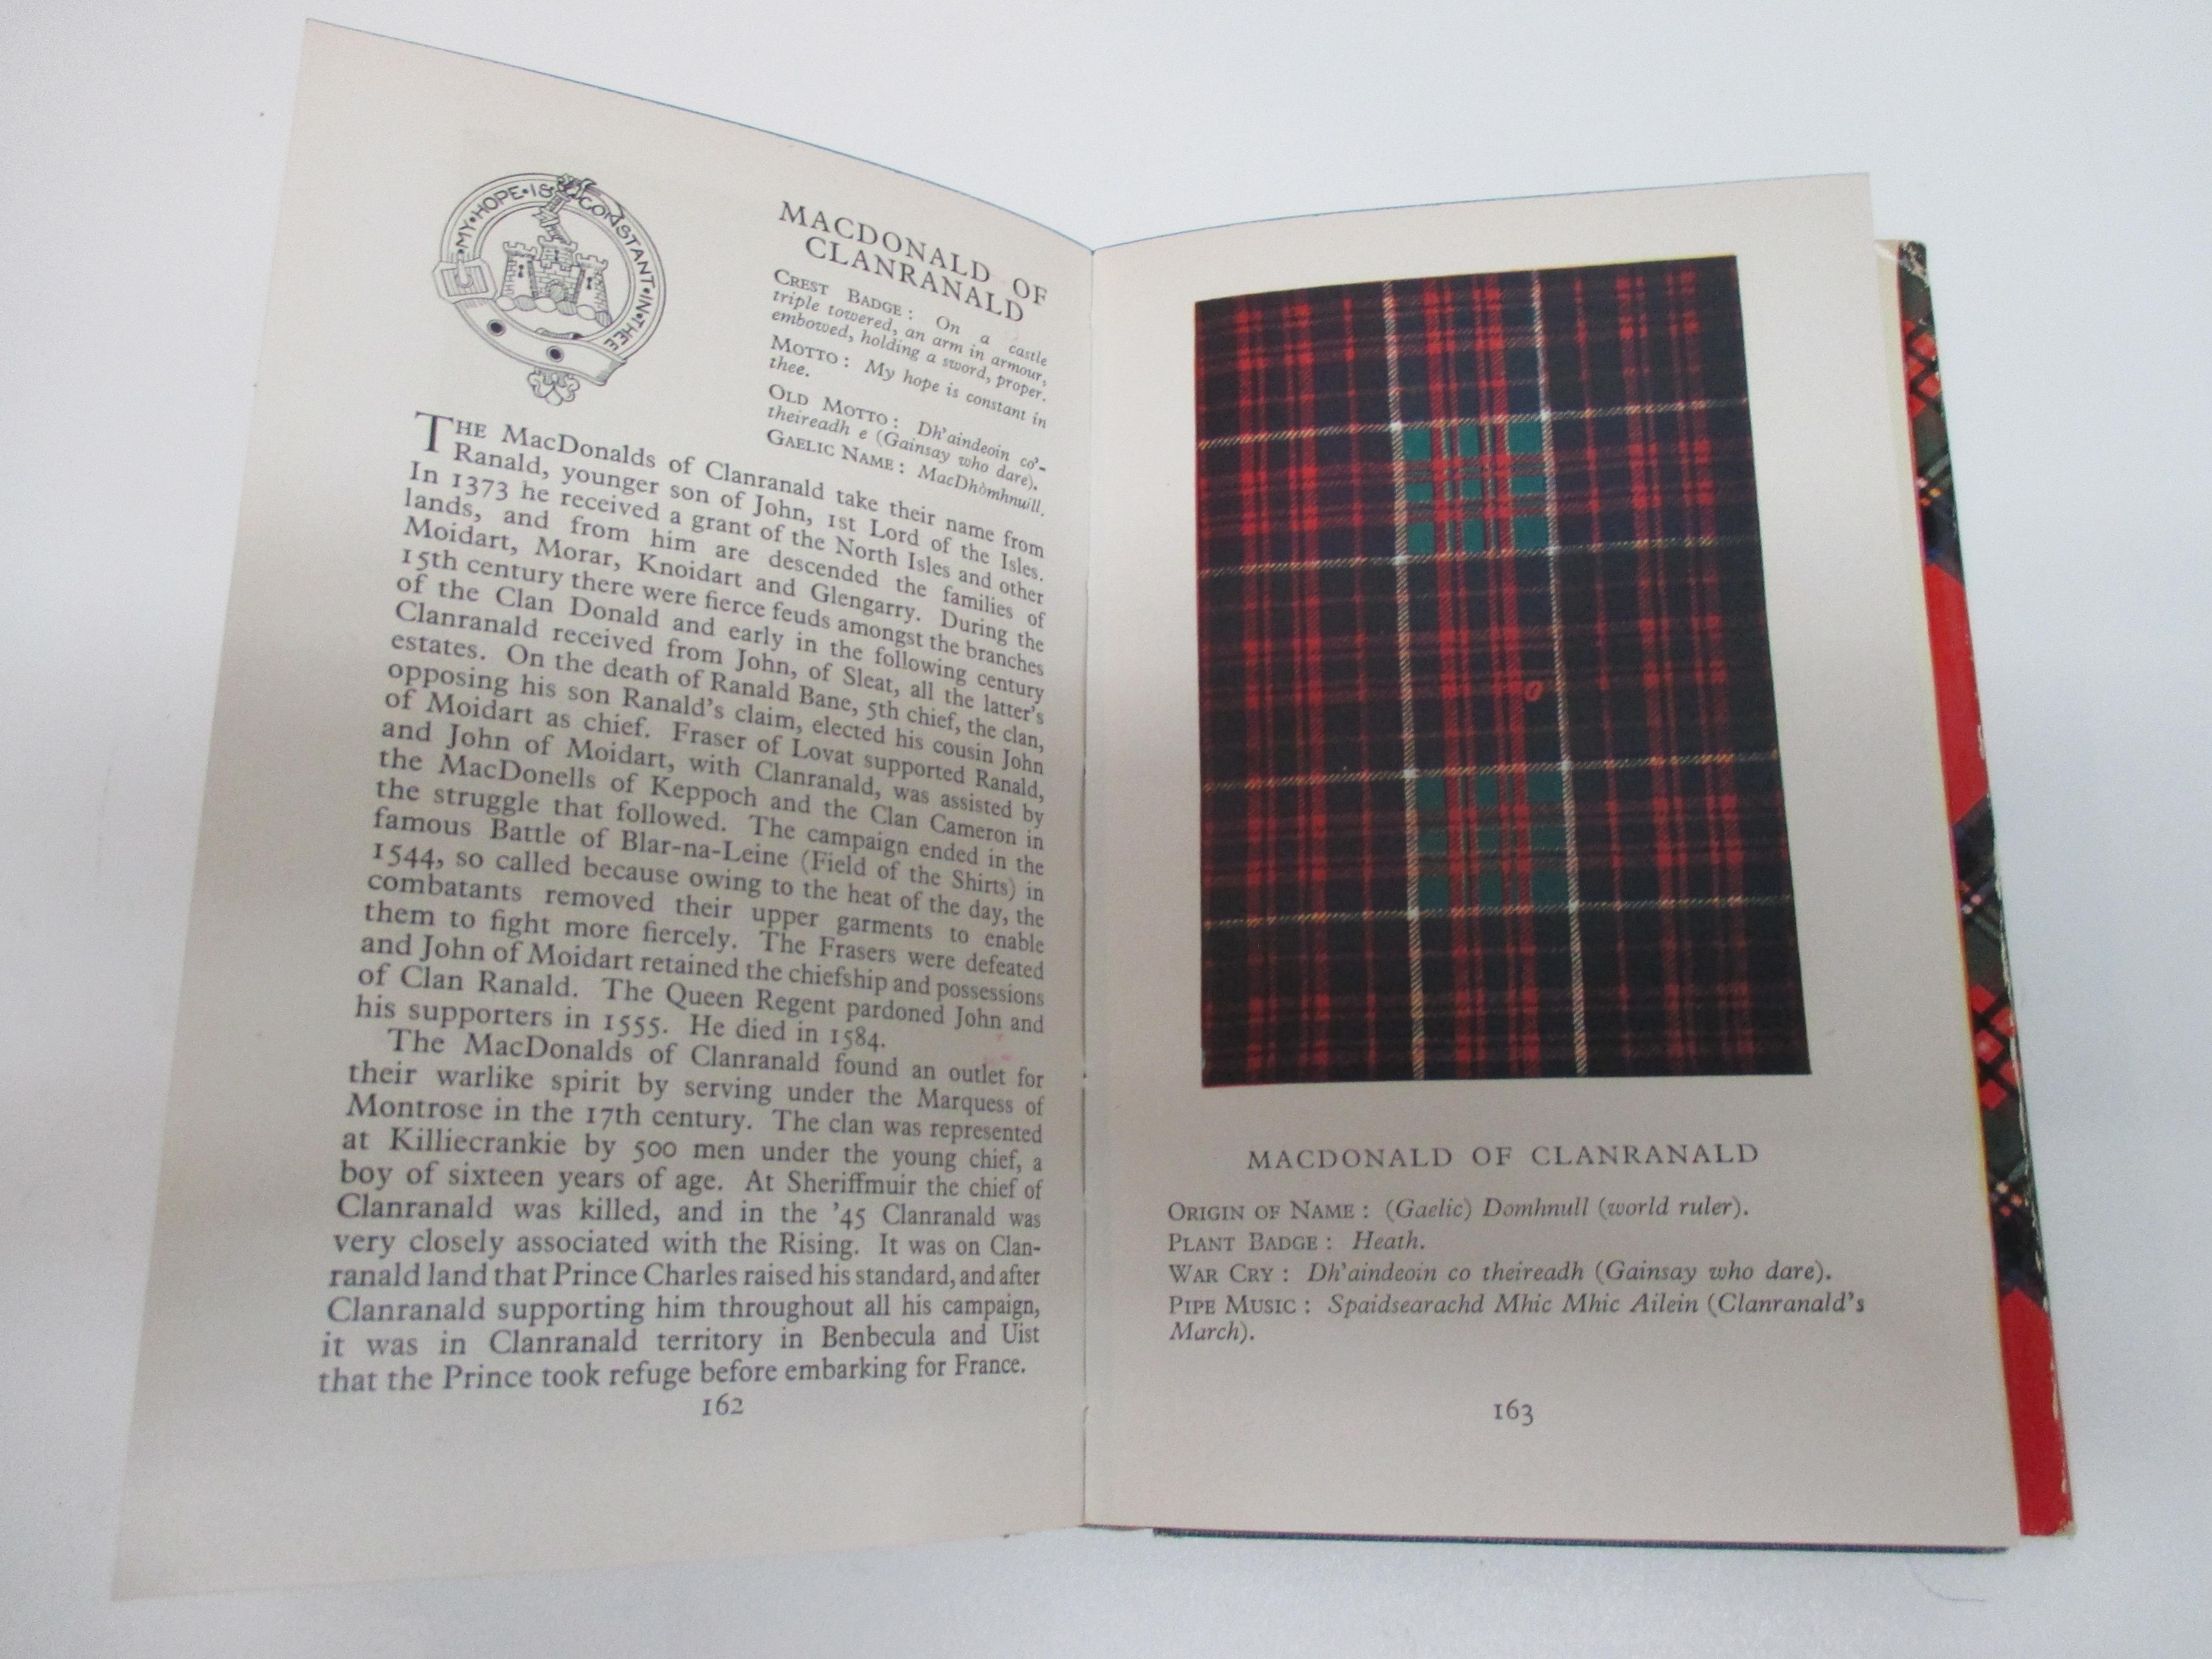 MY·HOPE·IS·CONSTANT·IN·THEE
MACDONALD OF
CLANRANALD
CREST BADGE: On a castle
triple towered, an arm in armour,
embowed, holding a sword, proper.
MOTTO: My hope is constant in
thee.
OLD MOTTO: Dh'aindeoin co'-
theireadh e (Gainsay who dare).
GAELIC NAME: MacDhòmhnuill.
THE MacDonalds of Clanranald take their name from
Ranald, younger son of John, 1st Lord of the Isles.
In 1373 he received a grant of the North Isles and other
lands, and from him are descended the families of
Moidart, Morar, Knoidart and Glengarry. During the
15th century there were fierce feuds amongst the branches
of the Clan Donald and early in the following century
Clanranald received from John, of Sleat, all the latter's
estates. On the death of Ranald Bane, 5th chief, the clan,
opposing his son Ranald's claim, elected his cousin John
of Moidart as chief. Fraser of Lovat supported Ranald,
and John of Moidart, with Clanranald, was assisted by
the MacDonells of Keppoch and the Clan Cameron in
the struggle that followed. The campaign ended in the
famous Battle of Blar-na-Leine (Field of the Shirts) in
1544, so called because owing to the heat of the day, the
combatants removed their upper garments to enable
them to fight more fiercely. The Frasers were defeated
and John of Moidart retained the chiefship and possessions
of Clan Ranald. The Queen Regent pardoned John and
his supporters in 1555. He died in 1584.
The MacDonalds of Clanranald found an outlet for
their warlike spirit by serving under the Marquess of
Montrose in the 17th century. The clan was represented
at Killiecrankie by 500 men under the young chief, a
boy of sixteen years of age. At Sheriffmuir the chief of
Clanranald was killed, and in the '45 Clanranald was
very closely associated with the Rising. It was on Clan-
ranald land that Prince Charles raised his standard, and after
Clanranald supporting him throughout all his campaign,
it was in Clanranald territory in Benbecula and Uist
that the Prince took refuge before embarking for France.
162
MACDONALD OF CLANRANALD
ORIGIN OF NAME: (Gaelic) Domhnull (world ruler).
PLANT BADGE: Heath.
WAR CRY: Dh'aindeoin co theireadh (Gainsay who dare).
PIPE MUSIC: Spaidsearachd Mhic Mhic Ailein (Clanranald's
March).
163